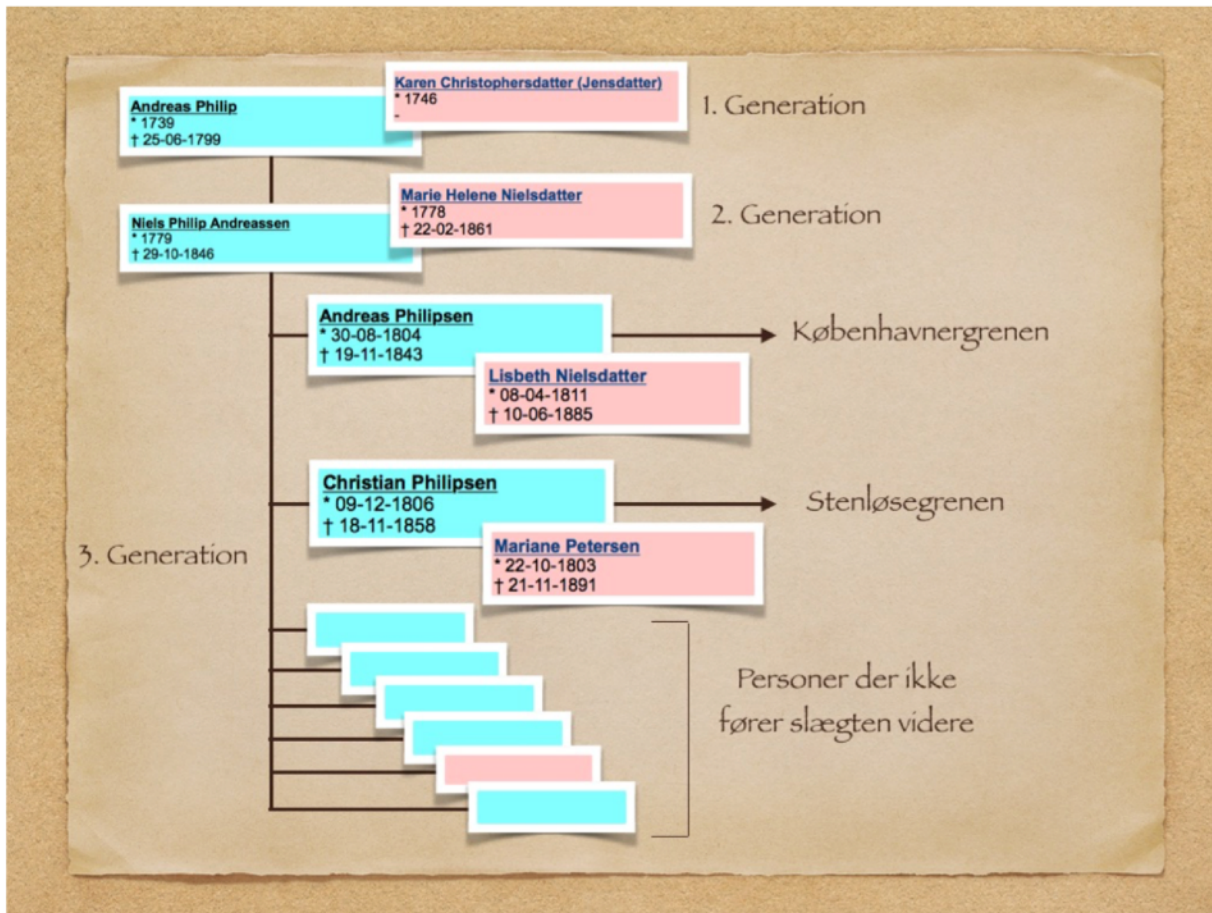 Karen Christophersdatter (Jensdatter)
* 1746
-
Andreas Philip
* 1739
† 25-06-1799
1. Generation
Marie Helene Nielsdatter
* 1778
† 22-02-1861
Niels Philip Andreassen
* 1779
† 29-10-1846
2. Generation
Andreas Philipsen
* 30-08-1804
† 19-11-1843
Københavnergrenen
Lisbeth Nielsdatter
* 08-04-1811
† 10-06-1885
Christian Philipsen
* 09-12-1806
† 18-11-1858
Stenløsegrenen
Mariane Petersen
* 22-10-1803
† 21-11-1891
3. Generation
Personer der ikke
fører slægten videre